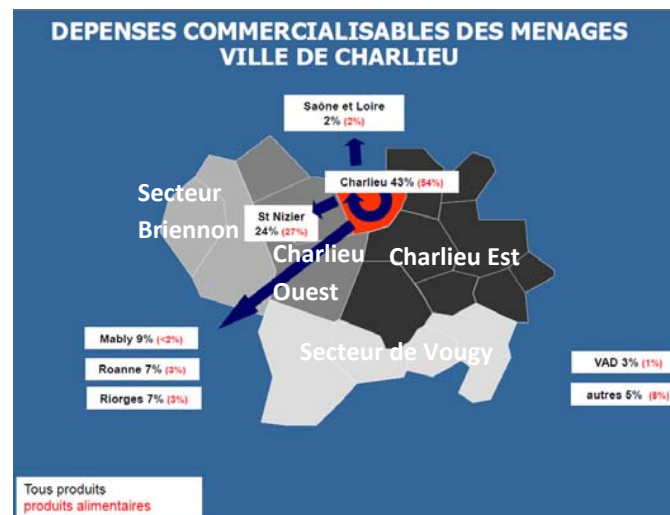 DEPENSES COMMERCIALISABLES DES MENAGES
VILLE DE CHARLIEU
Saône et Loire
2% (2%)
Charlieu 43% (54%)
Secteur
Briennon
St Nizier
24% (27%)
Charlieu
Ouest
Charlieu Est
Secteur de Vougy
Mably 9% (<2%)
Roanne 7% (3%)
Riorges 7% (3%)
VAD 3% (1%)
autres 5% (8%)
Tous produits
produits alimentaires